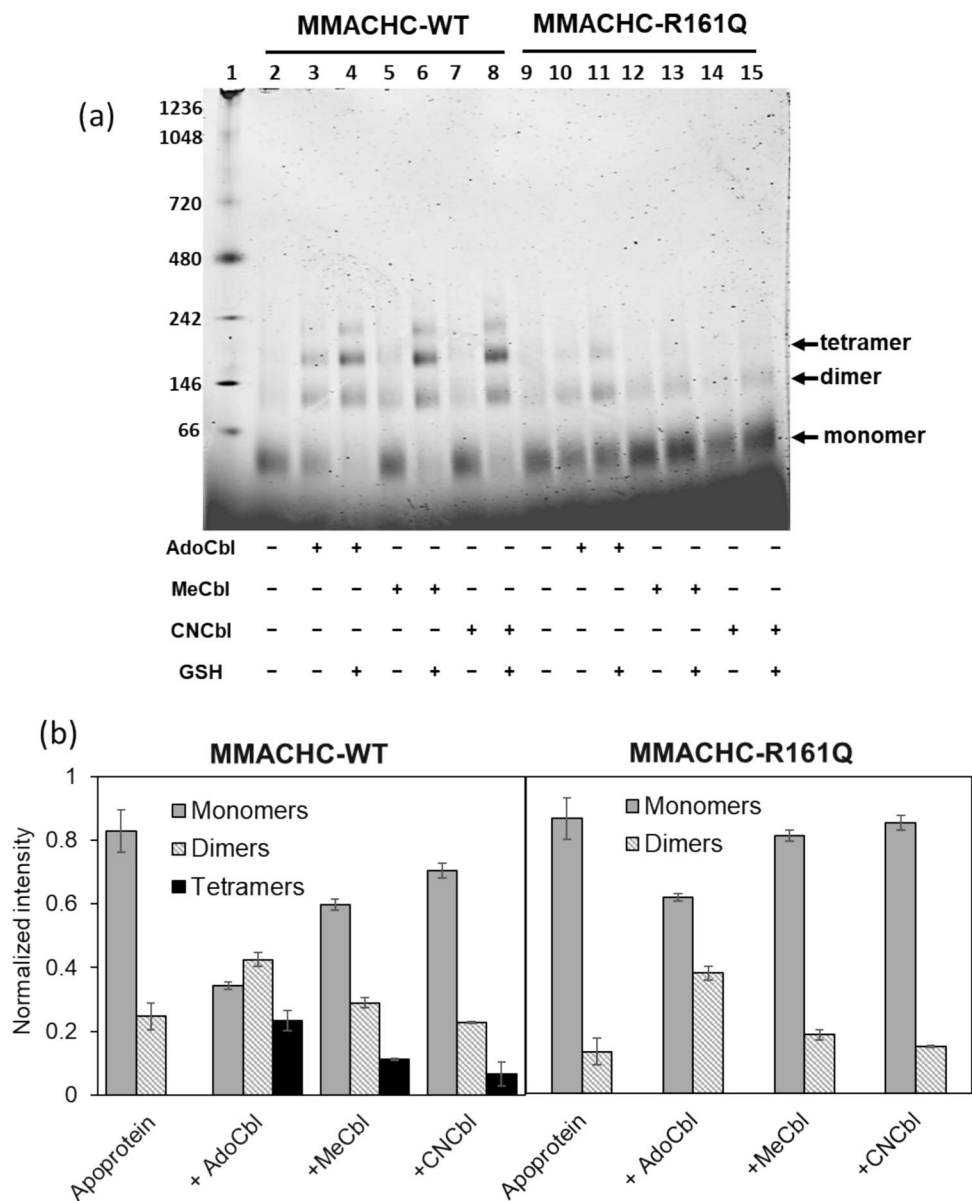 MMACHC-WT MMACHC-R161Q
1 2 3 4 5 6 7 8 9 10 11 12 13 14 15
(a)
1236
1048
720
480
242
146
66
tetramer
dimer
monomer
AdoCbl − + + − − − − − + + − − − −
MeCbl − − − + + − − − − − + + − −
CNCbl − − − − − + + − − − − − + +
GSH − − + − + − + − − + − + − +
(b)
MMACHC-WT MMACHC-R161Q
Normalized intensity
1
0.8
0.6
0.4
0.2
0
Monomers
Dimers
Tetramers
Monomers
Dimers
Apoprotein + AdoCbl +MeCbl +CNCbl Apoprotein + AdoCbl +MeCbl +CNCbl